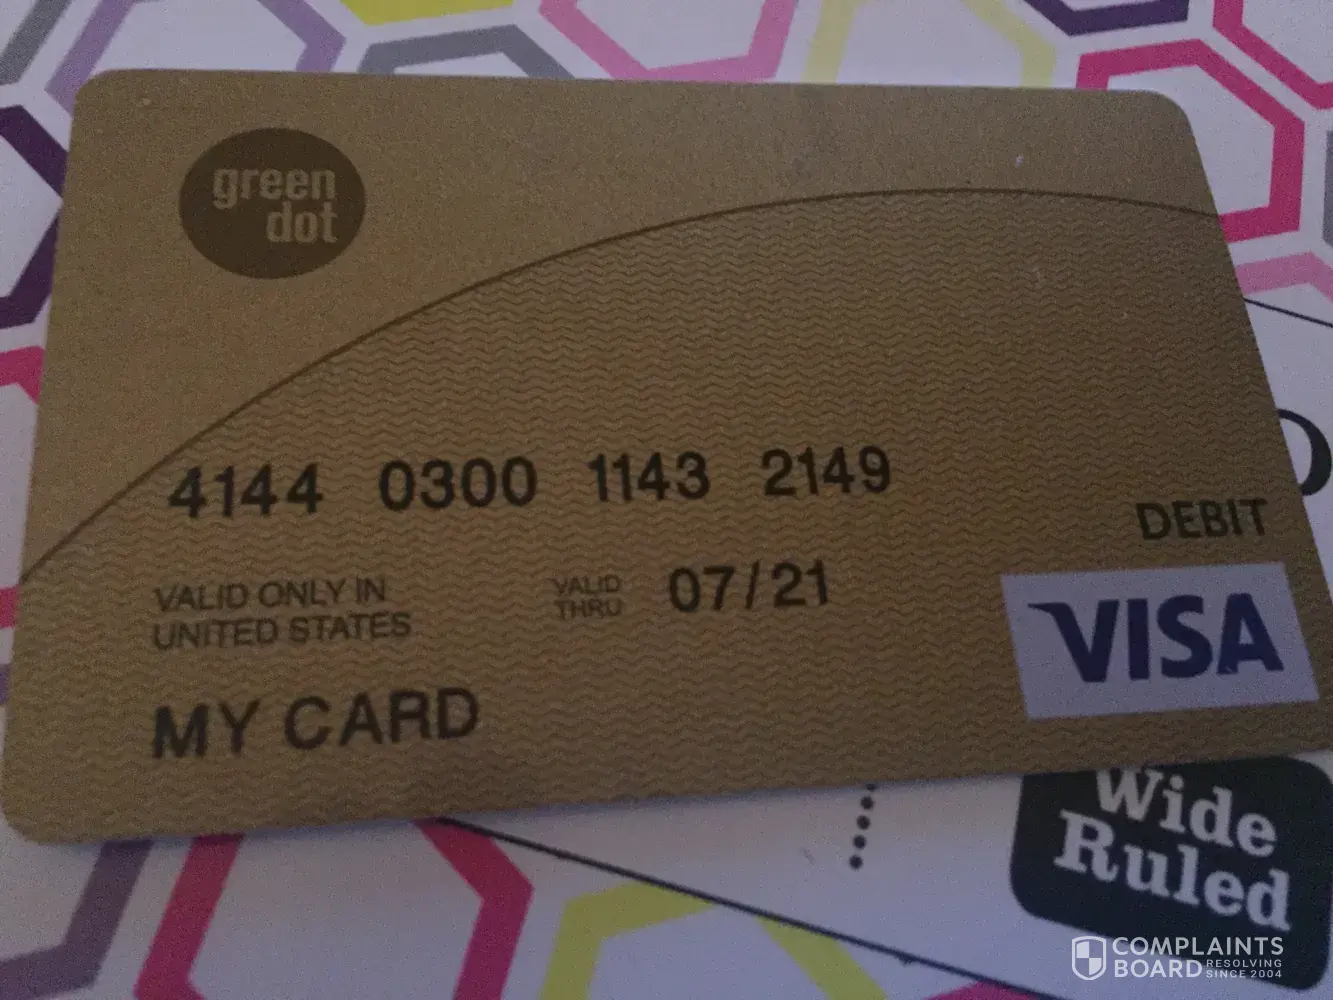 green
dot
4144 0300 1143 2149
DEBIT
VALID ONLY IN
UNITED STATES
VALID
THRU
07/21
VISA
MY CARD
Wide
Ruled
COMPLAINTS
BOARD RESOLVING
SINCE 2004